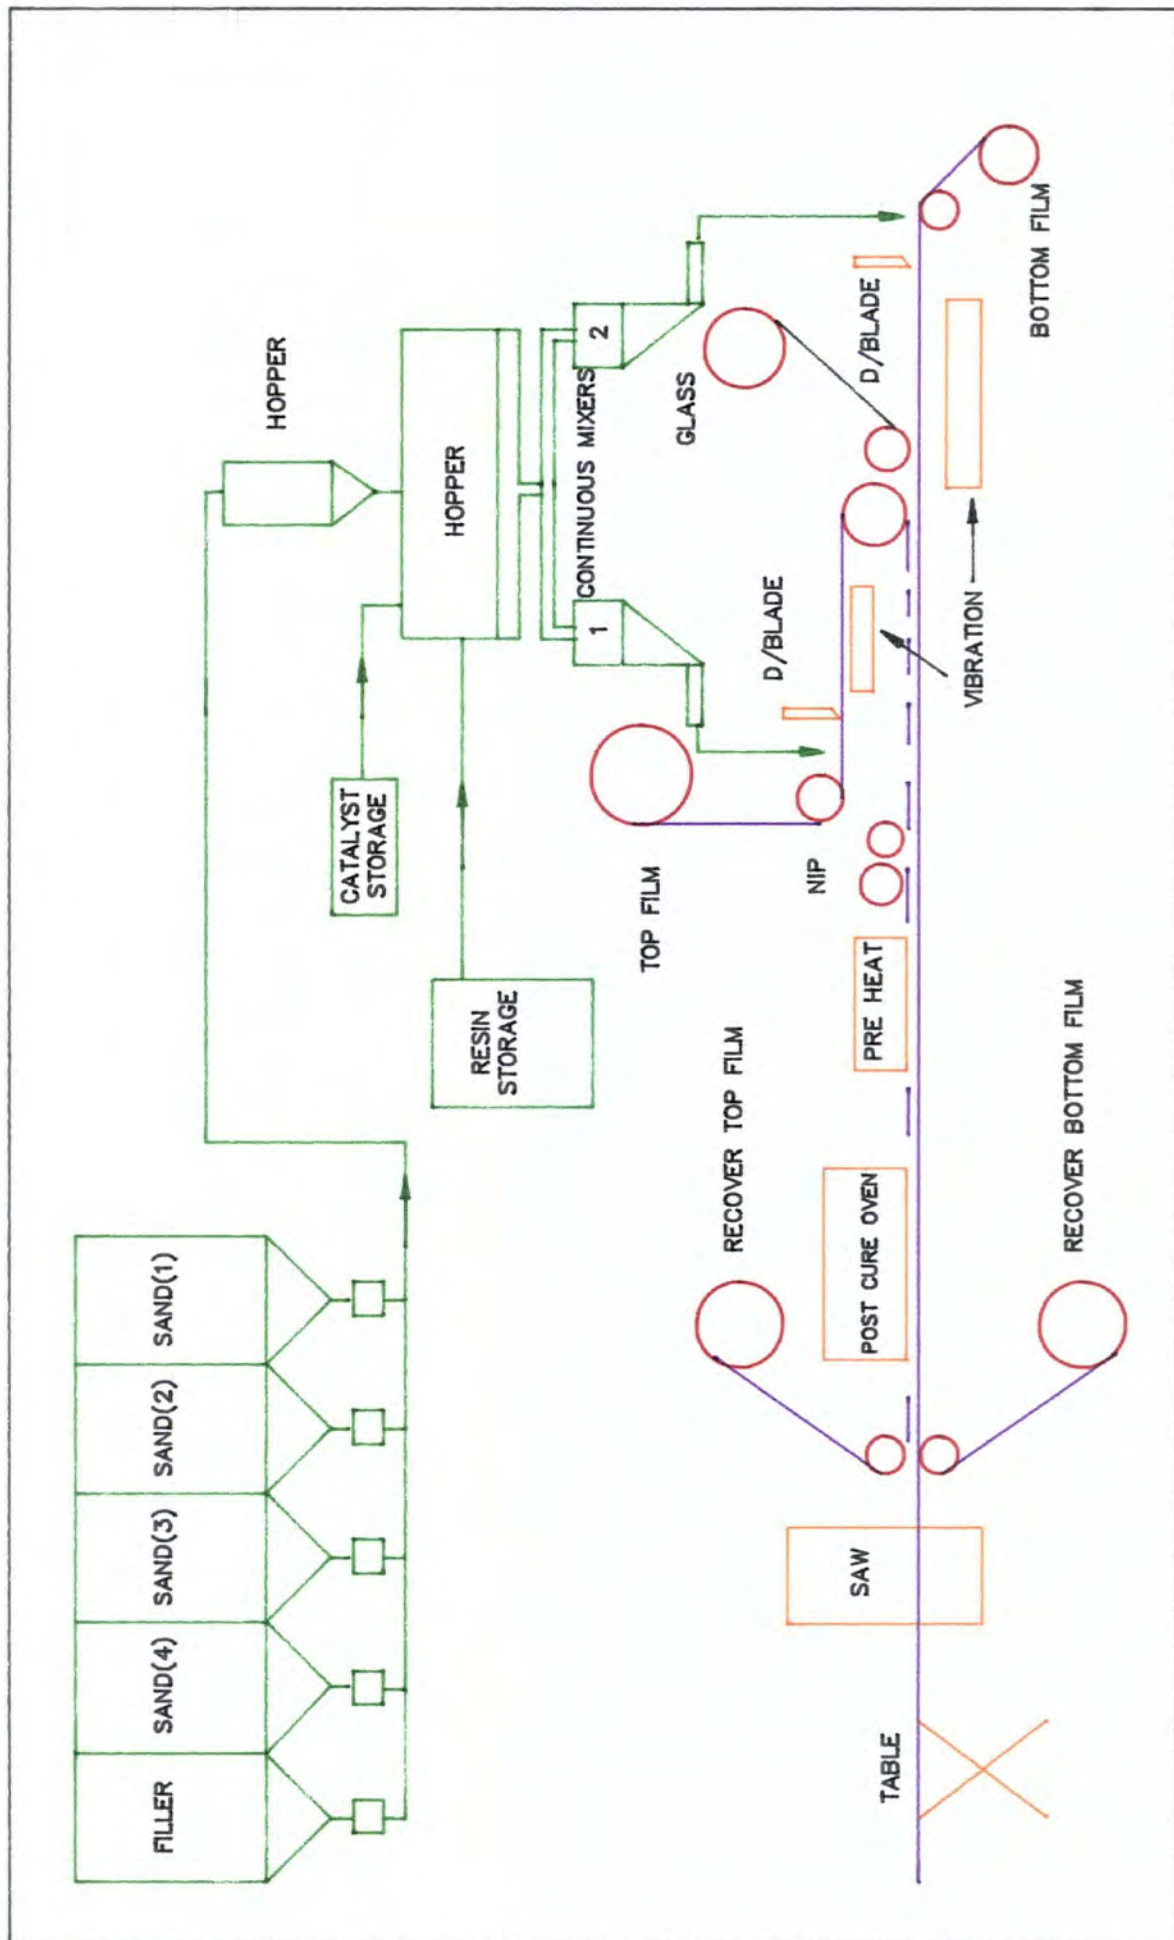 FILLER
SAND(4)
SAND(3)
SAND(2)
SAND(1)
HOPPER
CATALYST
STORAGE
HOPPER
RESIN
STORAGE
1
CONTINUOUS MIXERS
2
TOP FILM
D/BLADE
GLASS
NIP
D/BLADE
RECOVER TOP FILM
PRE HEAT
POST CURE OVEN
SAW
TABLE
VIBRATION
RECOVER BOTTOM FILM
BOTTOM FILM